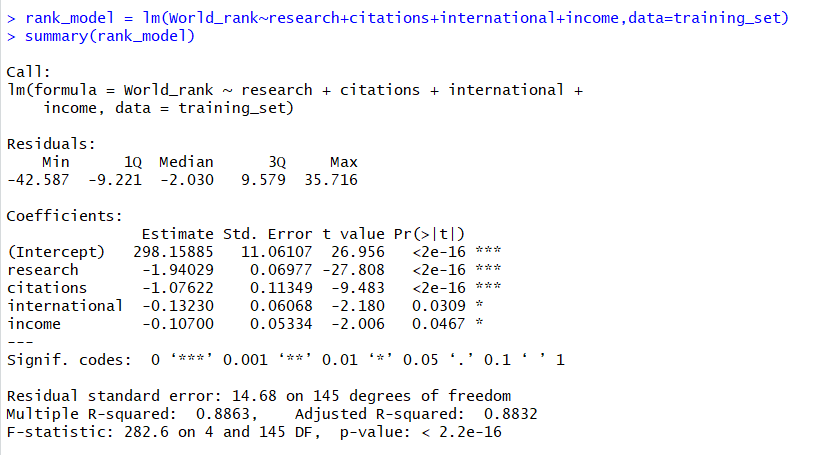 > rank_model = lm(World_rank~research+citations+international+income,data=training_set)
> summary(rank_model)
Call:
lm(formula = World_rank ~ research + citations + international +
    income, data = training_set)
Residuals:
    Min      1Q  Median      3Q     Max
-42.587  -9.221  -2.030   9.579  35.716
Coefficients:
               Estimate Std. Error t value Pr(>|t|)
(Intercept)   298.15885   11.06107  26.956   <2e-16 ***
research       -1.94029    0.06977 -27.808   <2e-16 ***
citations      -1.07622    0.11349  -9.483   <2e-16 ***
international  -0.13230    0.06068  -2.180   0.0309 *
income         -0.10700    0.05334  -2.006   0.0467 *
---
Signif. codes:  0 ‘***’ 0.001 ‘**’ 0.01 ‘*’ 0.05 ‘.’ 0.1 ‘ ’ 1
Residual standard error: 14.68 on 145 degrees of freedom
Multiple R-squared:  0.8863,    Adjusted R-squared:  0.8832
F-statistic: 282.6 on 4 and 145 DF,  p-value: < 2.2e-16